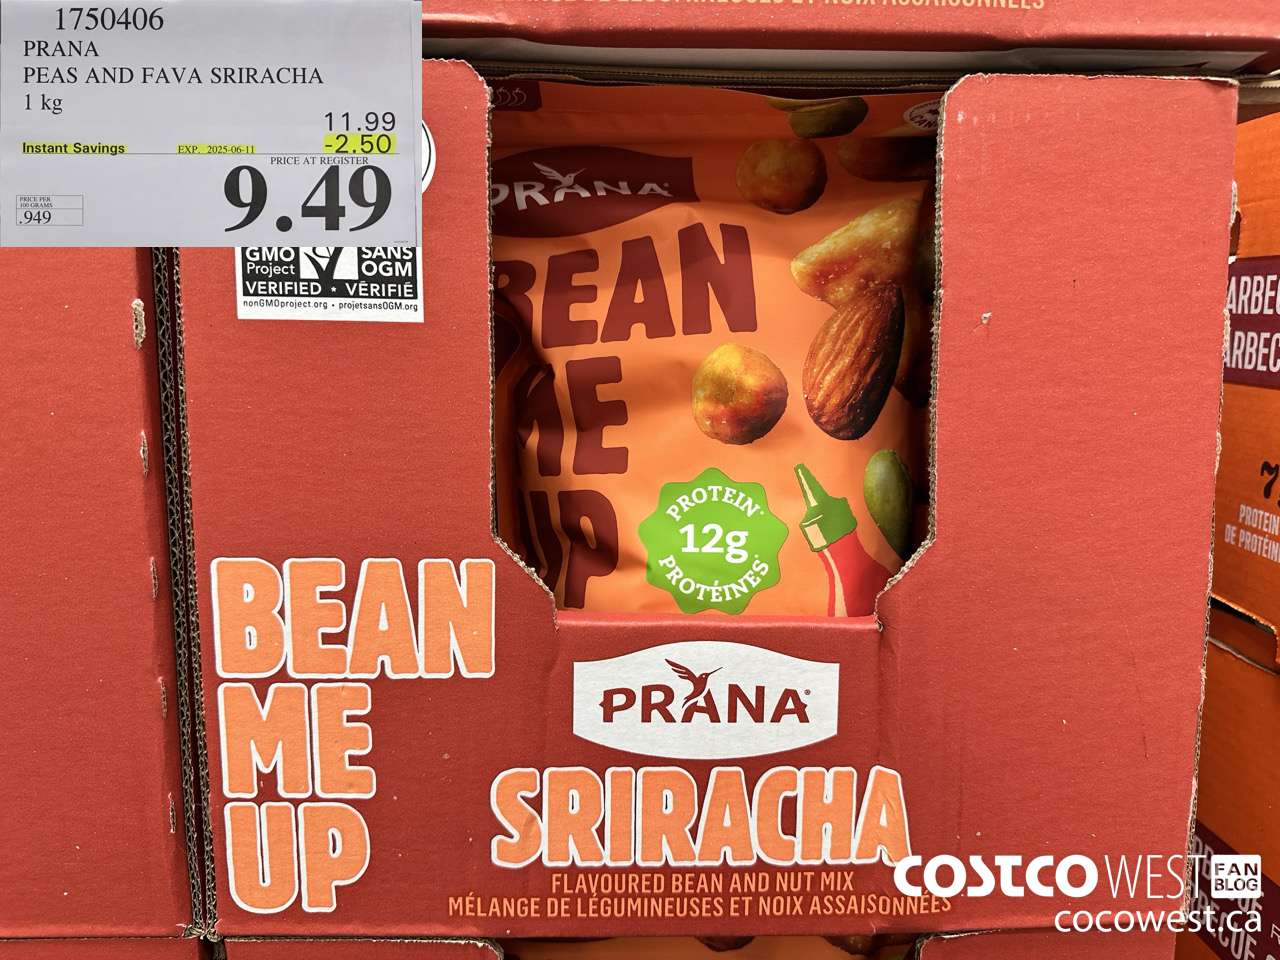 1750406
PRANA
PEAS AND FAVA SRIRACHA
1 kg
11.99
Instant Savings EXP. 2025-06-11 -2.50
PRICE AT REGISTER
9.49
PRICE PER
100 GRAMS
.949
GMO SANS
Project OGM
VERIFIED • VÉRIFIÉ
nonGMOproject.org • projetsansOGM.org
PRANA
BEAN
ME
UP
PROTEIN*
12g
PROTÉINES*
BEAN
ME
UP
PRANA®
SRIRACHA
FLAVOURED BEAN AND NUT MIX
MÉLANGE DE LÉGUMINEUSES ET NOIX ASSAISONNÉES
PROTEIN
DE PROTÉIN
COSTCO WEST FAN BLOG
cocowest.ca